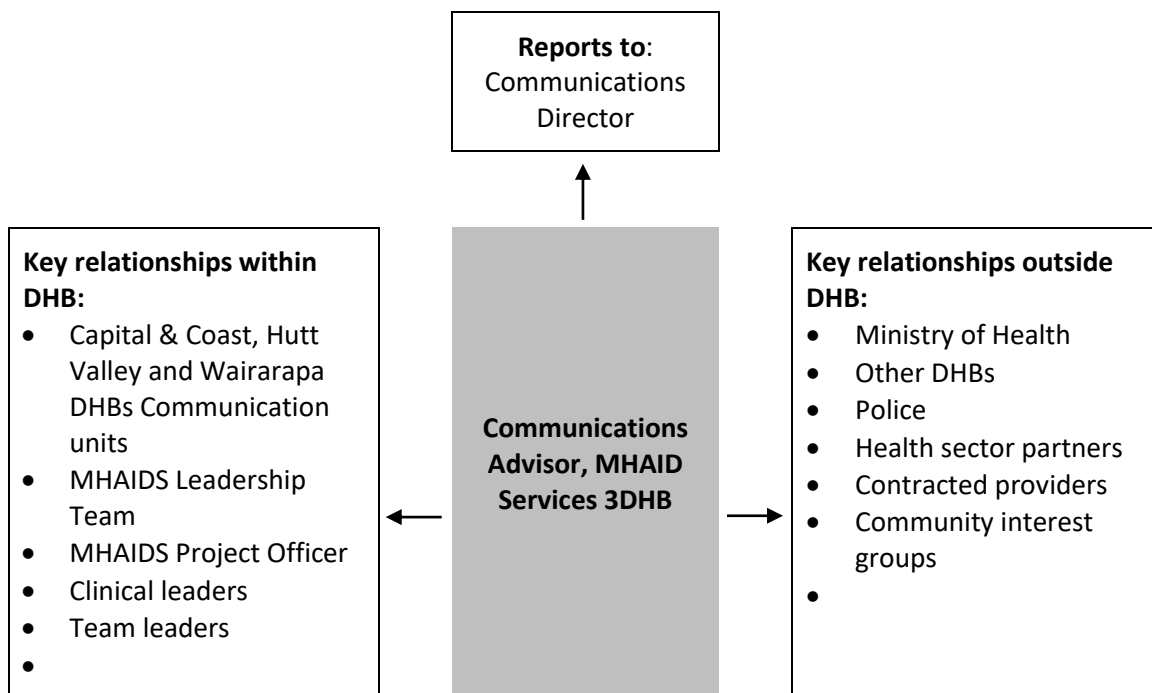 Reports to:
Communications
Director
Key relationships within
DHB:
• Capital & Coast, Hutt
Valley and Wairarapa
DHBs Communication
units
• MHAIDS Leadership
Team
• MHAIDS Project Officer
• Clinical leaders
• Team leaders
•
Communications
Advisor, MHAID
Services 3DHB
Key relationships outside
DHB:
• Ministry of Health
• Other DHBs
• Police
• Health sector partners
• Contracted providers
• Community interest
groups
•